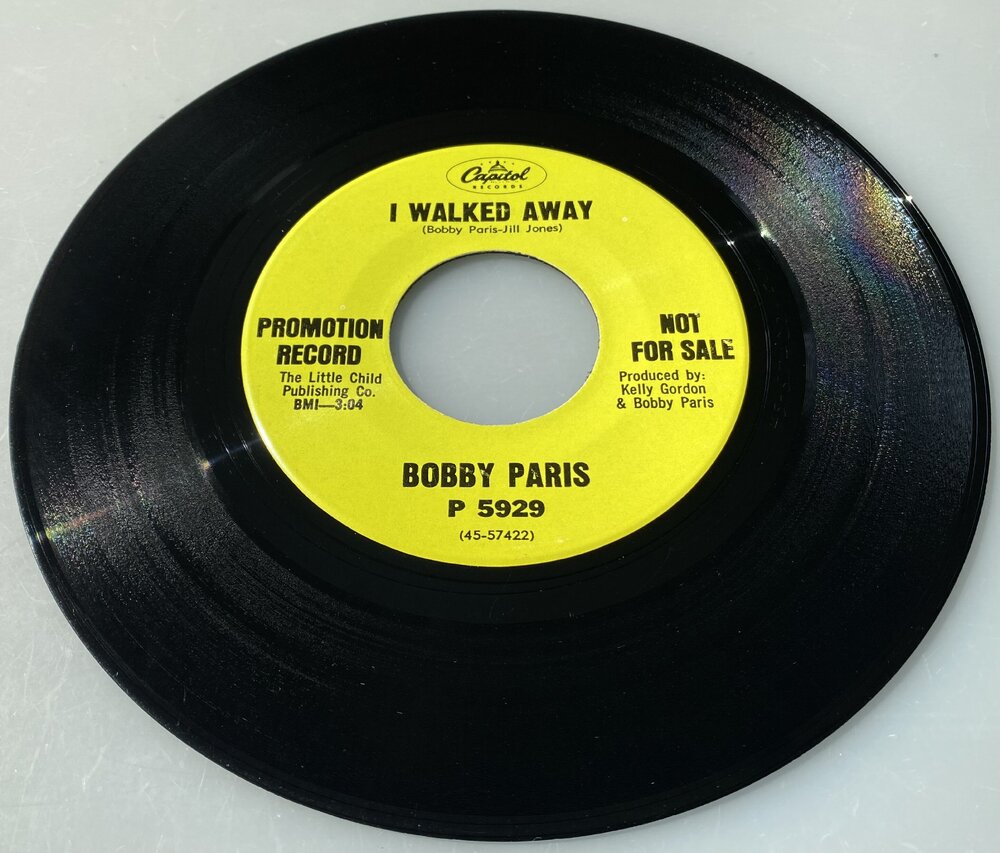 Capitol
RECORDS
I WALKED AWAY
(Bobby Paris-Jill Jones)
PROMOTION
RECORD
The Little Child
Publishing Co.
BMI—3:04
NOT
FOR SALE
Produced by:
Kelly Gordon
& Bobby Paris
BOBBY PARIS
P 5929
(45-57422)